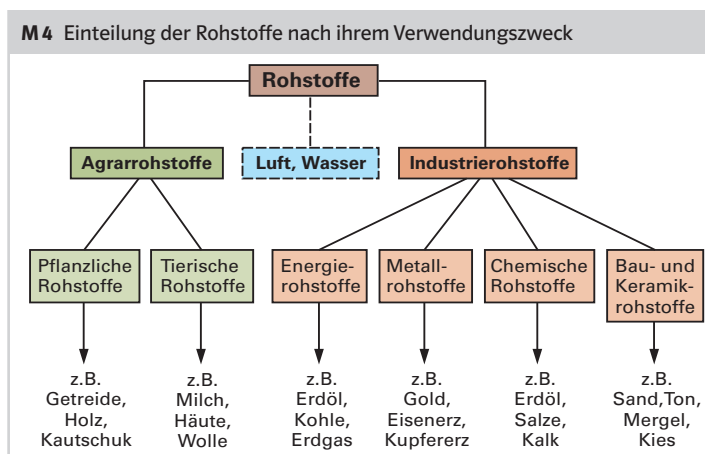 M 4 Einteilung der Rohstoffe nach ihrem Verwendungszweck
Rohstoffe
Agrarrohstoffe
Luft, Wasser
Industrierohstoffe
Pflanzliche
Rohstoffe
Tierische
Rohstoffe
Energie-
rohstoffe
Metall-
rohstoffe
Chemische
Rohstoffe
Bau- und
Keramik-
rohstoffe
z.B.
Getreide,
Holz,
Kautschuk
z.B.
Milch,
Häute,
Wolle
z.B.
Erdöl,
Kohle,
Erdgas
z.B.
Gold,
Eisenerz,
Kupfererz
z.B.
Erdöl,
Salze,
Kalk
z.B.
Sand,Ton,
Mergel,
Kies